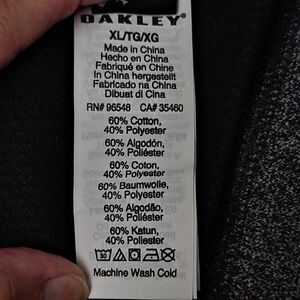 OAKLEY®
XL/TG/XG
Made in China
Hecho en China
Fabriqué en Chine
In China hergestellt
Fabricado na China
Dibuat di Cina
RN# 96548 CA# 35460
60% Cotton,
40% Polyester
60% Algodón,
40% Poliéster
60% Coton,
40% Polyester
60% Baumwolle,
40% Polyester
60% Algodão,
40% Poliéster
60% Katun,
40% Polyester
Machine Wash Cold